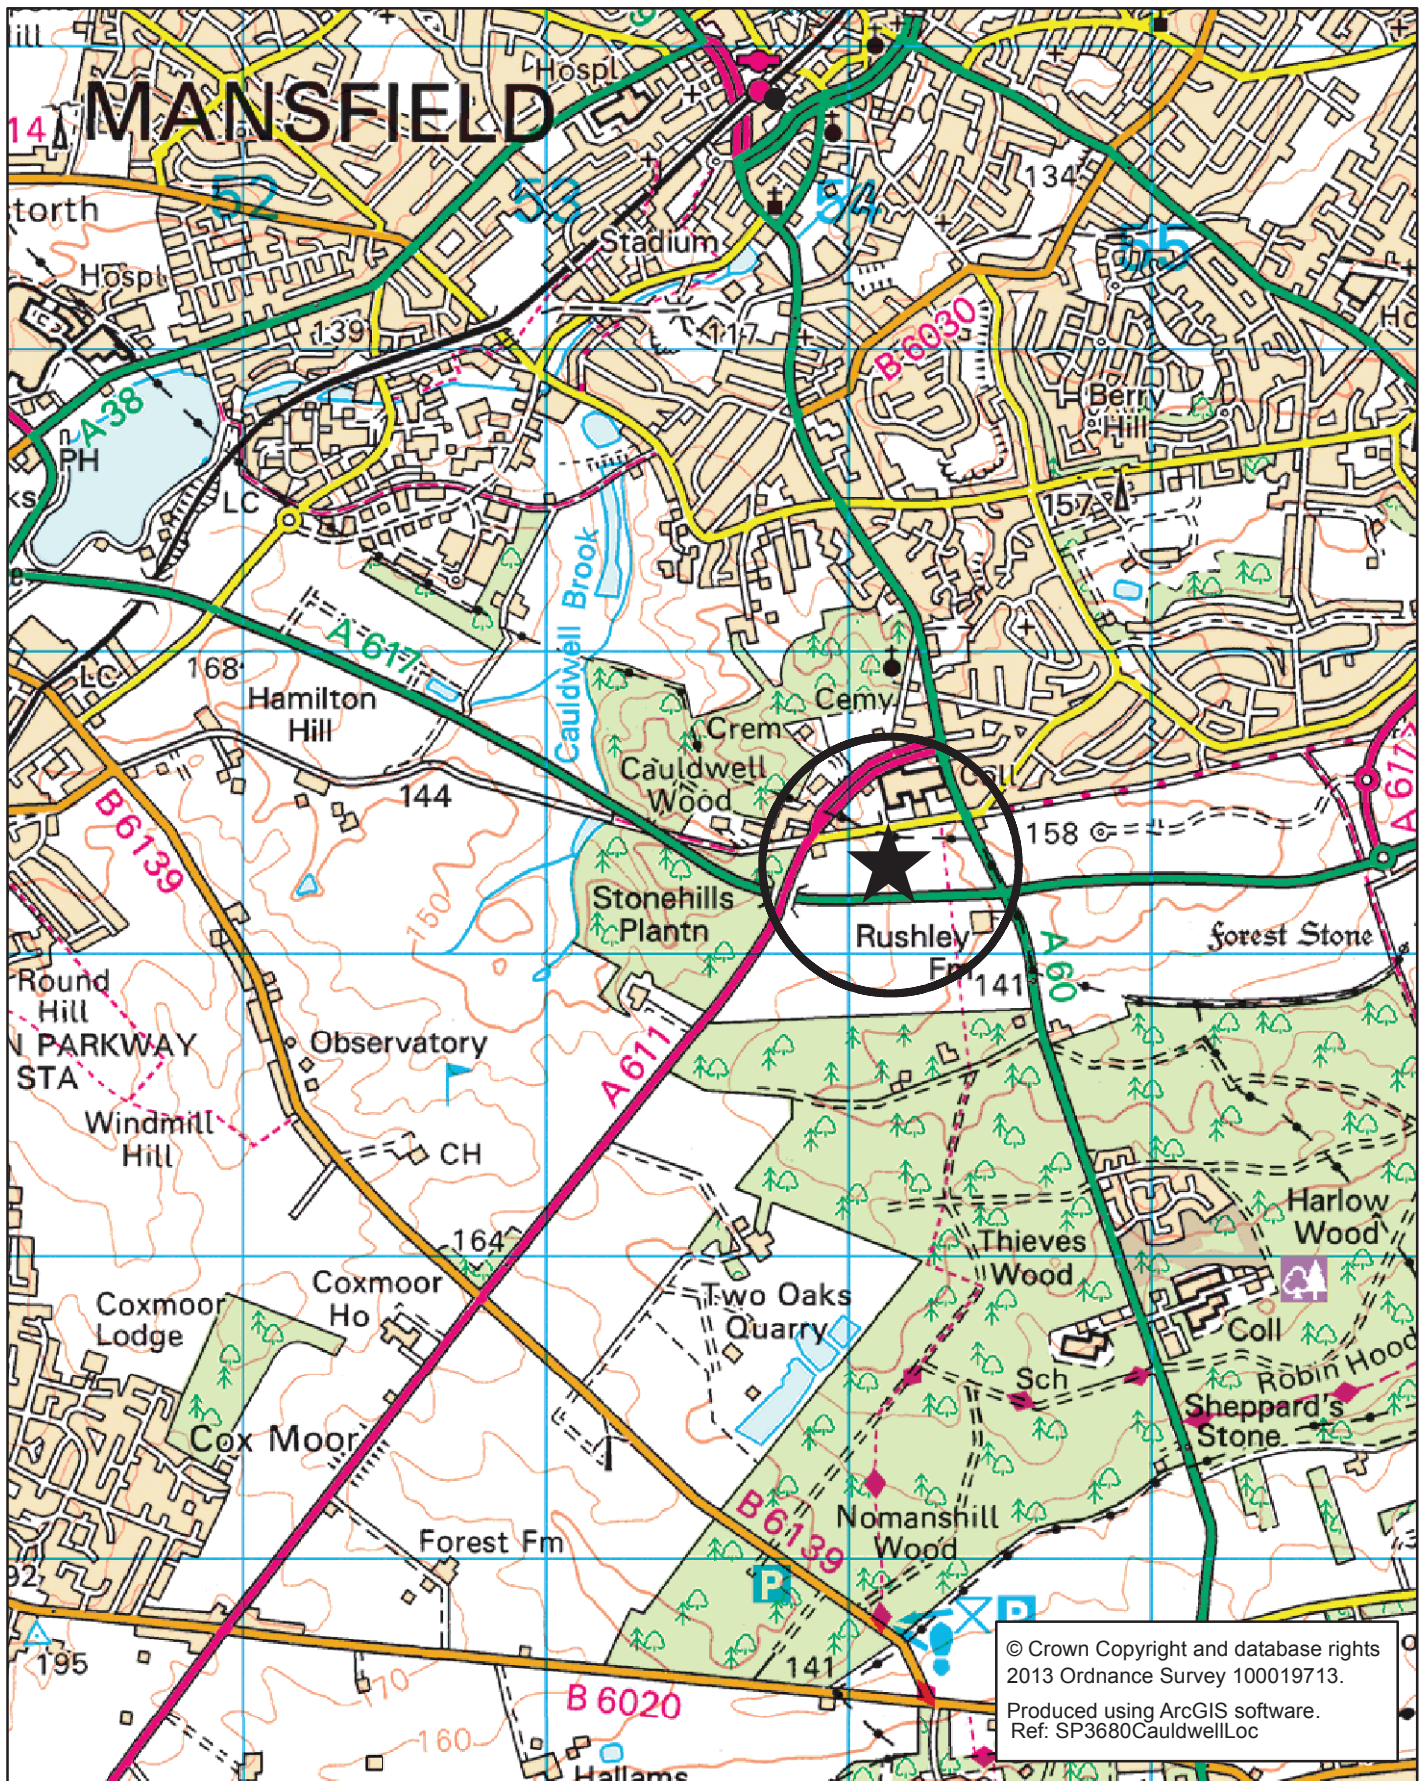 ill
Hospl
MANSFIELD
14
134
52
53
54
55
storth
Stadium
Hospl
139
117
B 6030
Ho
A 38
Berry
Hill
PH
ks
LC
157
Cauldwell Brook
A 617
168
LC
Hamilton
Hill
Cemy
Crem
Cauldwell
Wood
Coll
A 617
144
158
B 6139
Stonehills
Plantn
150
Rushley
Fm
Forest Stone
A 60
141
Round
Hill
N PARKWAY
STA
Observatory
A 611
Windmill
Hill
CH
Harlow
Wood
164
Thieves
Wood
Coxmoor
Ho
Coxmoor
Lodge
Two Oaks
Quarry
Coll
Sch
Robin Hood
Sheppard's
Stone
Cox Moor
Nomanshill
Wood
B 6139
Forest Fm
92
P
P
195
141
170
B 6020
160
Hallams
© Crown Copyright and database rights
2013 Ordnance Survey 100019713.
Produced using ArcGIS software.
Ref: SP3680CauldwellLoc